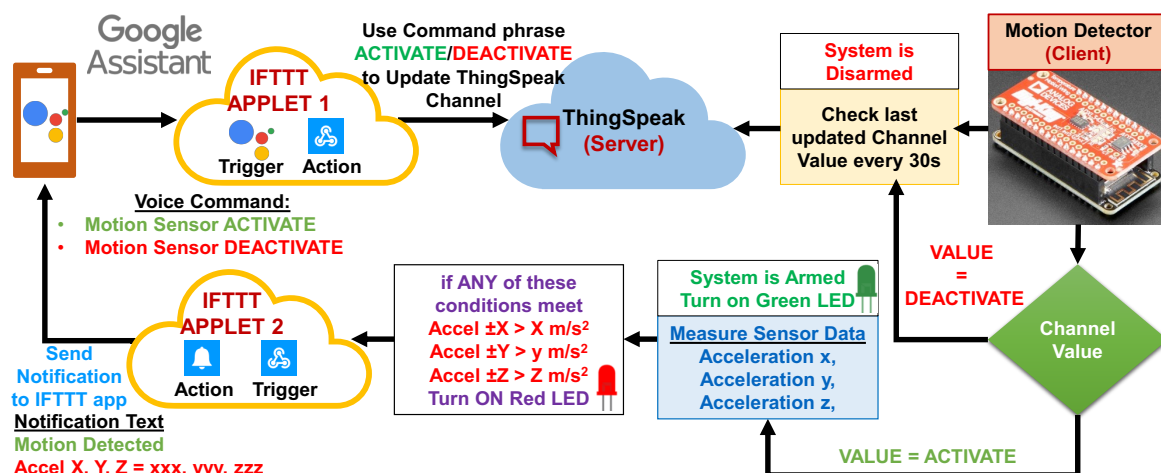 Google
Assistant
IFTTT
APPLET 1
Trigger
Action
Use Command phrase
ACTIVATE/DEACTIVATE
to Update ThingSpeak
Channel
ThingSpeak
(Server)
System is
Disarmed
Check last
updated Channel
Value every 30s
Motion Detector
(Client)
Voice Command:
• Motion Sensor ACTIVATE
• Motion Sensor DEACTIVATE
VALUE
=
DEACTIVATE
Channel
Value
System is Armed
Turn on Green LED
Measure Sensor Data
Acceleration x,
Acceleration y,
Acceleration z,
VALUE = ACTIVATE
if ANY of these
conditions meet
Accel ±X > X m/s²
Accel ±Y > y m/s²
Accel ±Z > Z m/s²
Turn ON Red LED
IFTTT
APPLET 2
Action
Trigger
Send
Notification
to IFTTT app
Notification Text
Motion Detected
Accel X, Y, Z = xxx, yyy, zzz